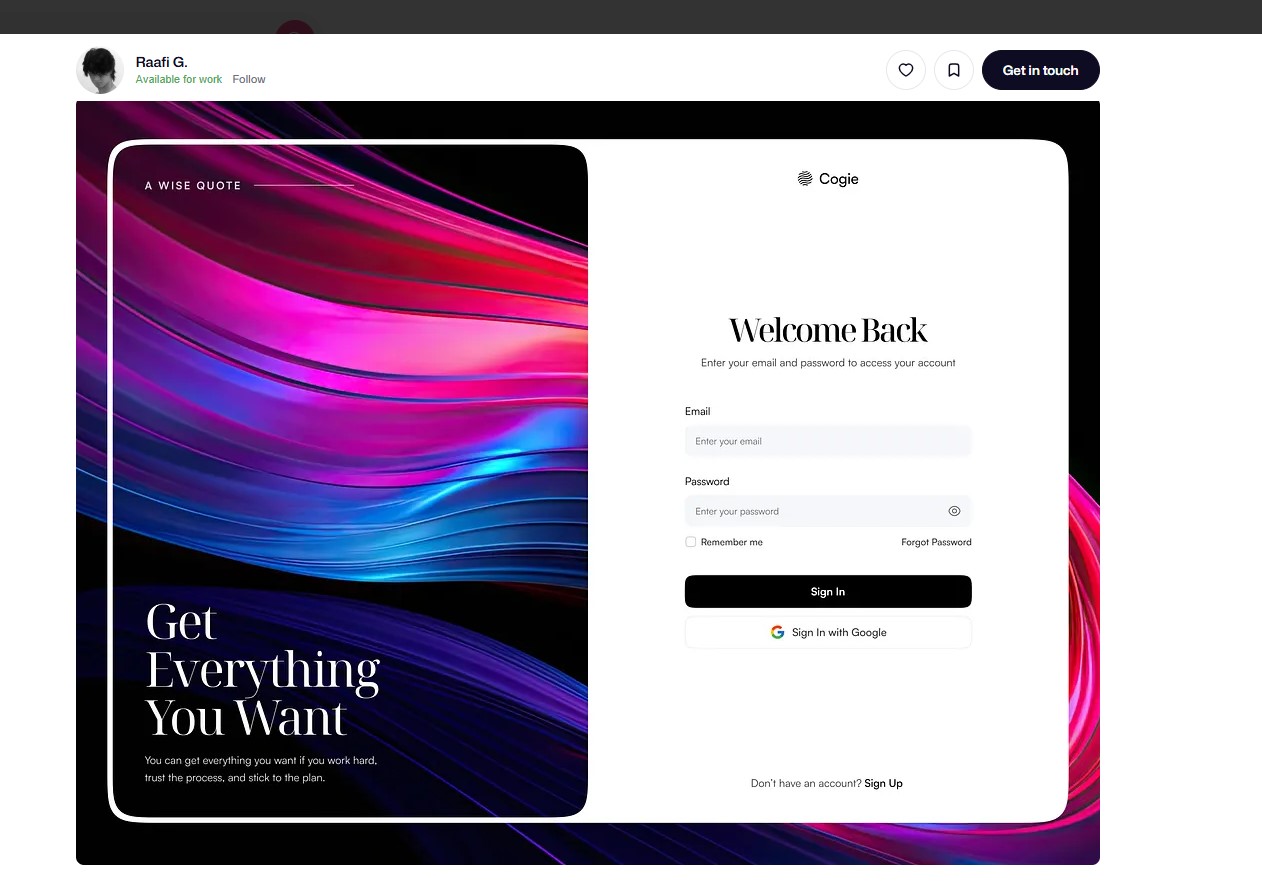 Raafi G.
Available for work Follow
Get in touch
A WISE QUOTE
Get
Everything
You Want
You can get everything you want if you work hard,
trust the process, and stick to the plan.
Cogie
Welcome Back
Enter your email and password to access your account
Email
Enter your email
Password
Enter your password
Remember me Forgot Password
Sign In
Sign In with Google
Don't have an account? Sign Up